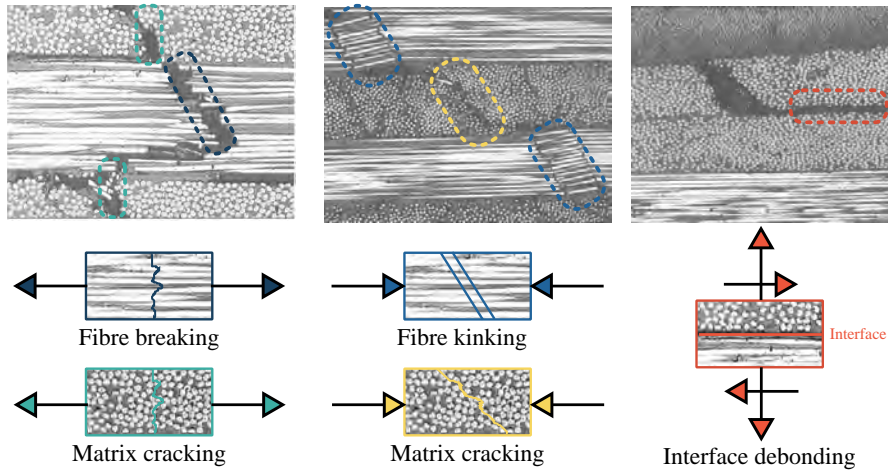 Fibre breaking
Fibre kinking
Interface
Matrix cracking
Matrix cracking
Interface debonding